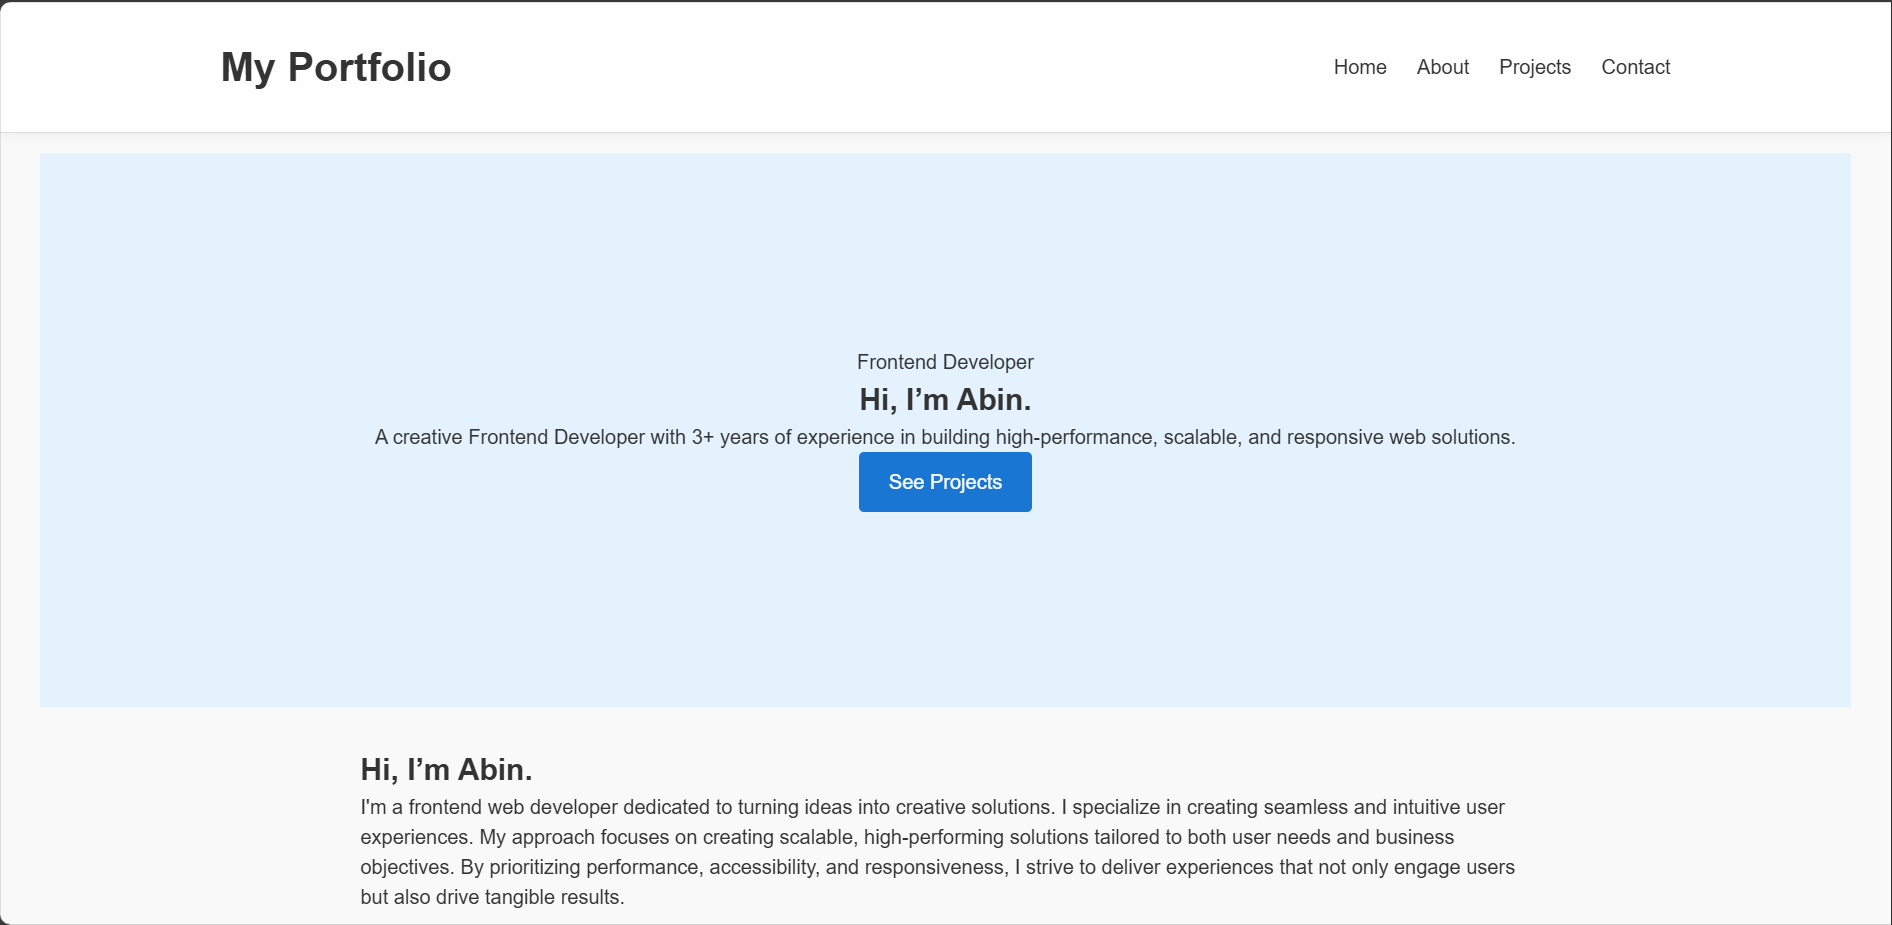 My Portfolio
Home About Projects Contact
Frontend Developer
Hi, I’m Abin.
A creative Frontend Developer with 3+ years of experience in building high-performance, scalable, and responsive web solutions.
See Projects
Hi, I’m Abin.
I'm a frontend web developer dedicated to turning ideas into creative solutions. I specialize in creating seamless and intuitive user
experiences. My approach focuses on creating scalable, high-performing solutions tailored to both user needs and business
objectives. By prioritizing performance, accessibility, and responsiveness, I strive to deliver experiences that not only engage users
but also drive tangible results.